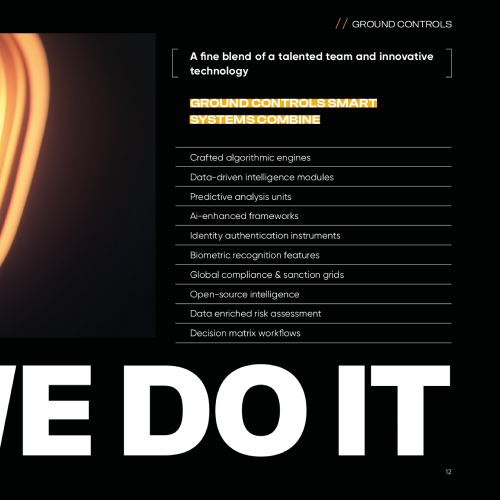 // GROUND CONTROLS
A fine blend of a talented team and innovative
technology
GROUND CONTROLS SMART
SYSTEMS COMBINE
Crafted algorithmic engines
Data-driven intelligence modules
Predictive analysis units
Ai-enhanced frameworks
Identity authentication instruments
Biometric recognition features
Global compliance & sanction grids
Open-source intelligence
Data enriched risk assessment
Decision matrix workflows
E DO IT
12